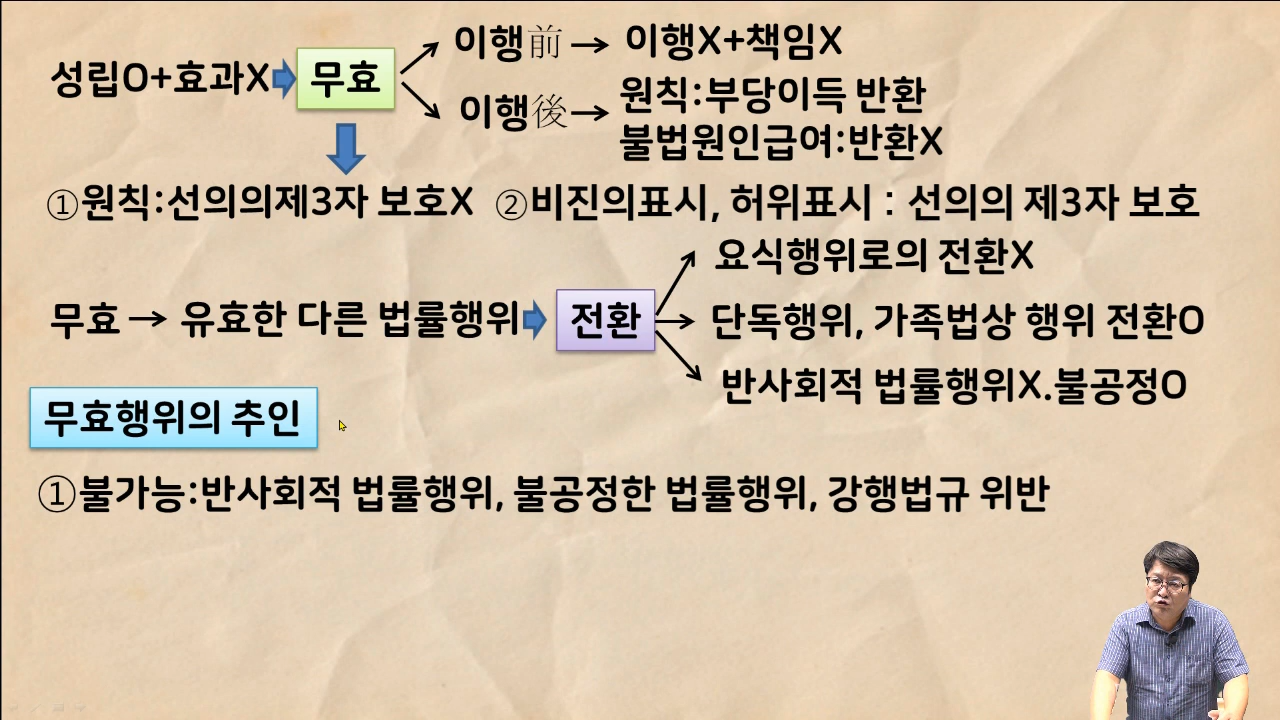 성립O+효과X 무효
이행前 → 이행X+책임X
이행後→ 원칙:부당이득 반환
불법원인급여:반환X
①원칙:선의의제3자 보호X ②비진의표시, 허위표시 : 선의의 제3자 보호
요식행위로의 전환X
무효 → 유효한 다른 법률행위 전환 단독행위, 가족법상 행위 전환O
반사회적 법률행위X.불공정O
무효행위의 추인
①불가능:반사회적 법률행위, 불공정한 법률행위, 강행법규 위반